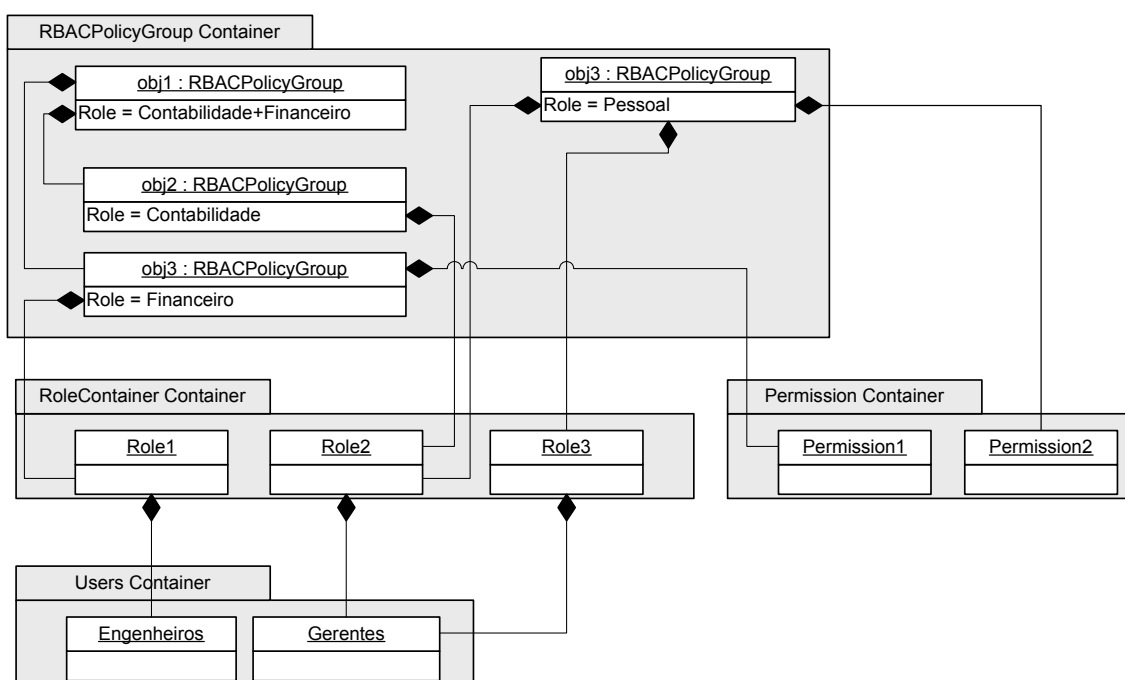 RBACPolicyGroup Container
obj1 : RBACPolicyGroup
Role = Contabilidade+Financeiro
obj3 : RBACPolicyGroup
Role = Pessoal
obj2 : RBACPolicyGroup
Role = Contabilidade
obj3 : RBACPolicyGroup
Role = Financeiro
RoleContainer Container
Role1
Role2
Role3
Permission Container
Permission1
Permission2
Users Container
Engenheiros
Gerentes